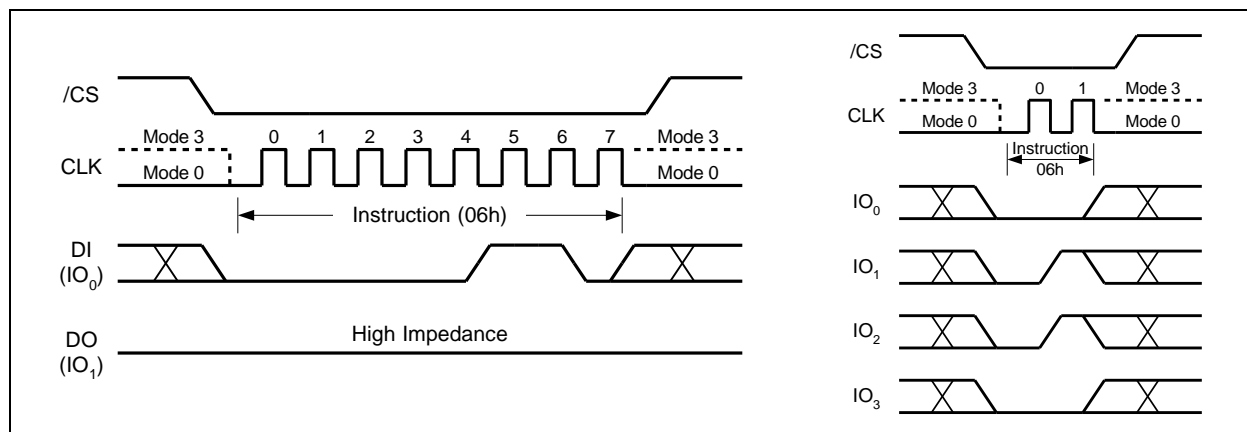 /CS
Mode 3 0 1 2 3 4 5 6 7 Mode 3
CLK
Mode 0 Mode 0
Instruction (06h)
DI
(IO0)
High Impedance
DO
(IO1)
/CS
Mode 3 0 1 Mode 3
CLK
Mode 0 Mode 0
Instruction
06h
IO0
IO1
IO2
IO3